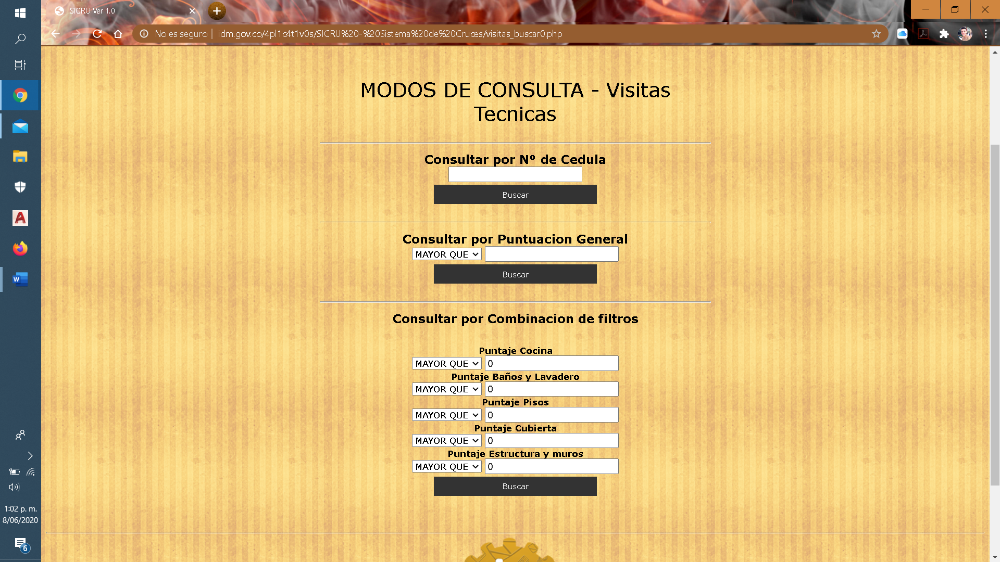 SICRU Ver 1.0
No es seguro | idm.gov.co/4pl1c4t1v0s/SICRU%20-%20Sistema%20de%20Cruces/visitas_buscar0.php
MODOS DE CONSULTA - Visitas
Tecnicas
Consultar por Nº de Cedula
Buscar
Consultar por Puntuacion General
MAYOR QUE
Buscar
Consultar por Combinacion de filtros
Puntaje Cocina
MAYOR QUE 0
Puntaje Baños y Lavadero
MAYOR QUE 0
Puntaje Pisos
MAYOR QUE 0
Puntaje Cubierta
MAYOR QUE 0
Puntaje Estructura y muros
MAYOR QUE 0
Buscar
1:02 p. m.
8/06/2020
6